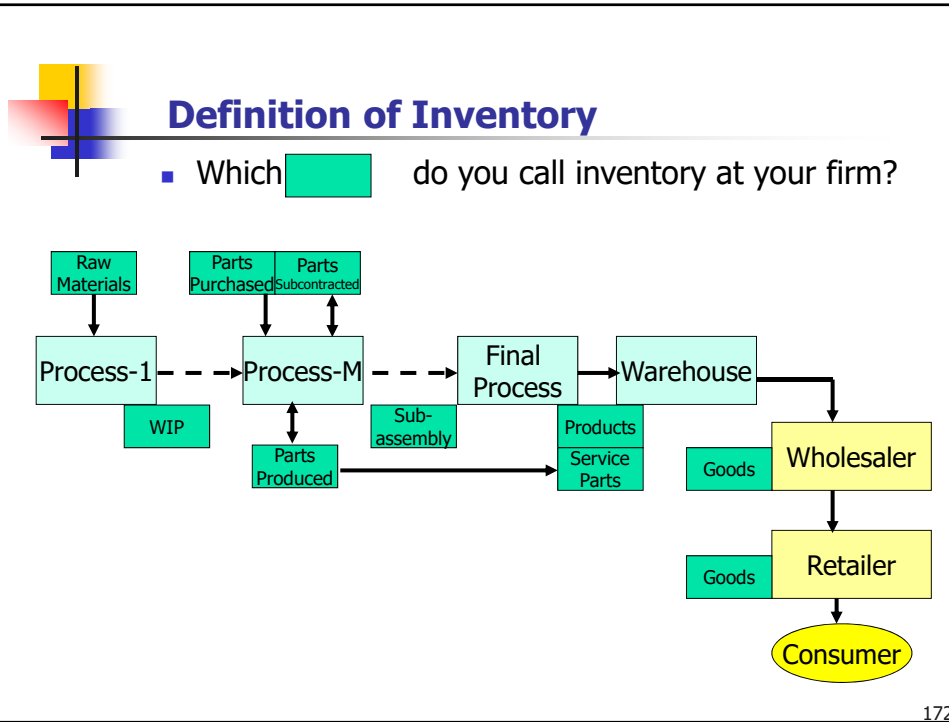 Definition of Inventory
Which do you call inventory at your firm?
Raw
Materials
Parts
Purchased
Parts
Subcontracted
Process-1
Process-M
Final
Process
Warehouse
WIP
Sub-
assembly
Products
Parts
Produced
Service
Parts
Goods
Wholesaler
Goods
Retailer
Consumer
172